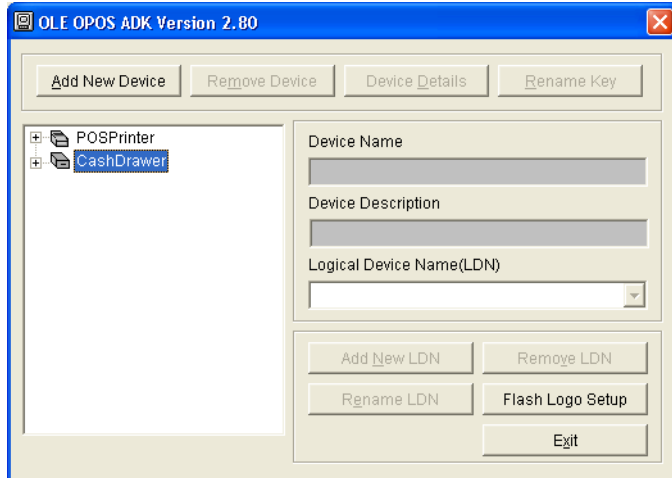 OLE OPOS ADK Version 2.80
Add New Device Remove Device Device Details Rename Key
POSPrinter
CashDrawer
Device Name
Device Description
Logical Device Name(LDN)
Add New LDN Remove LDN
Rename LDN Flash Logo Setup
Exit